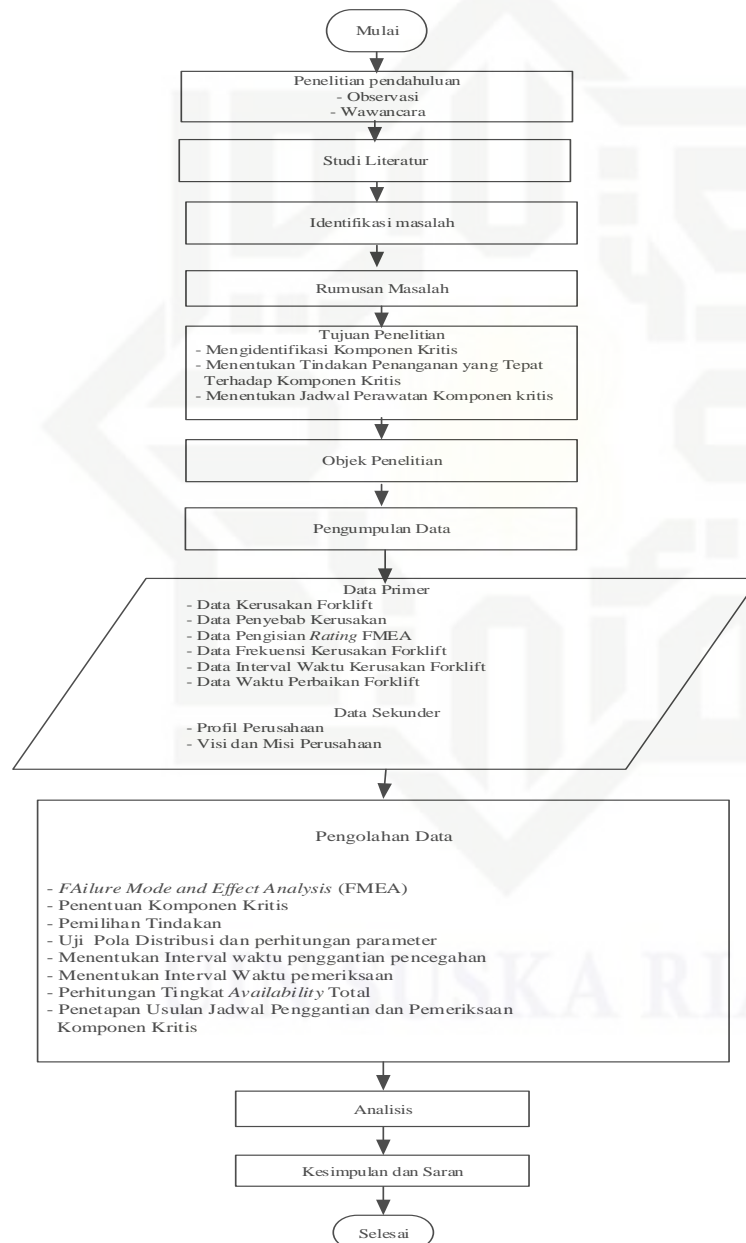 Mulai
Penelitian pendahuluan
- Observasi
- Wawancara
Studi Literatur
Identifikasi masalah
Rumusan Masalah
Tujuan Penelitian
- Mengidentifikasi Komponen Kritis
- Menentukan Tindakan Penanganan yang Tepat
Terhadap Komponen Kritis
- Menentukan Jadwal Perawatan Komponen kritis
Objek Penelitian
Pengumpulan Data
Data Primer
- Data Kerusakan Forklift
- Data Penyebab Kerusakan
- Data Pengisian Rating FMEA
- Data Frekuensi Kerusakan Forklift
- Data Interval Waktu Kerusakan Forklift
- Data Waktu Perbaikan Forklift
Data Sekunder
- Profil Perusahaan
- Visi dan Misi Perusahaan
Pengolahan Data
- FAilure Mode and Effect Analysis (FMEA)
- Penentuan Komponen Kritis
- Pemilihan Tindakan
- Uji Pola Distribusi dan perhitungan parameter
- Menentukan Interval waktu penggantian pencegahan
- Menentukan Interval Waktu pemeriksaan
- Perhitungan Tingkat Availability Total
- Penetapan Usulan Jadwal Penggantian dan Pemeriksaan
Komponen Kritis
Analisis
Kesimpulan dan Saran
Selesai